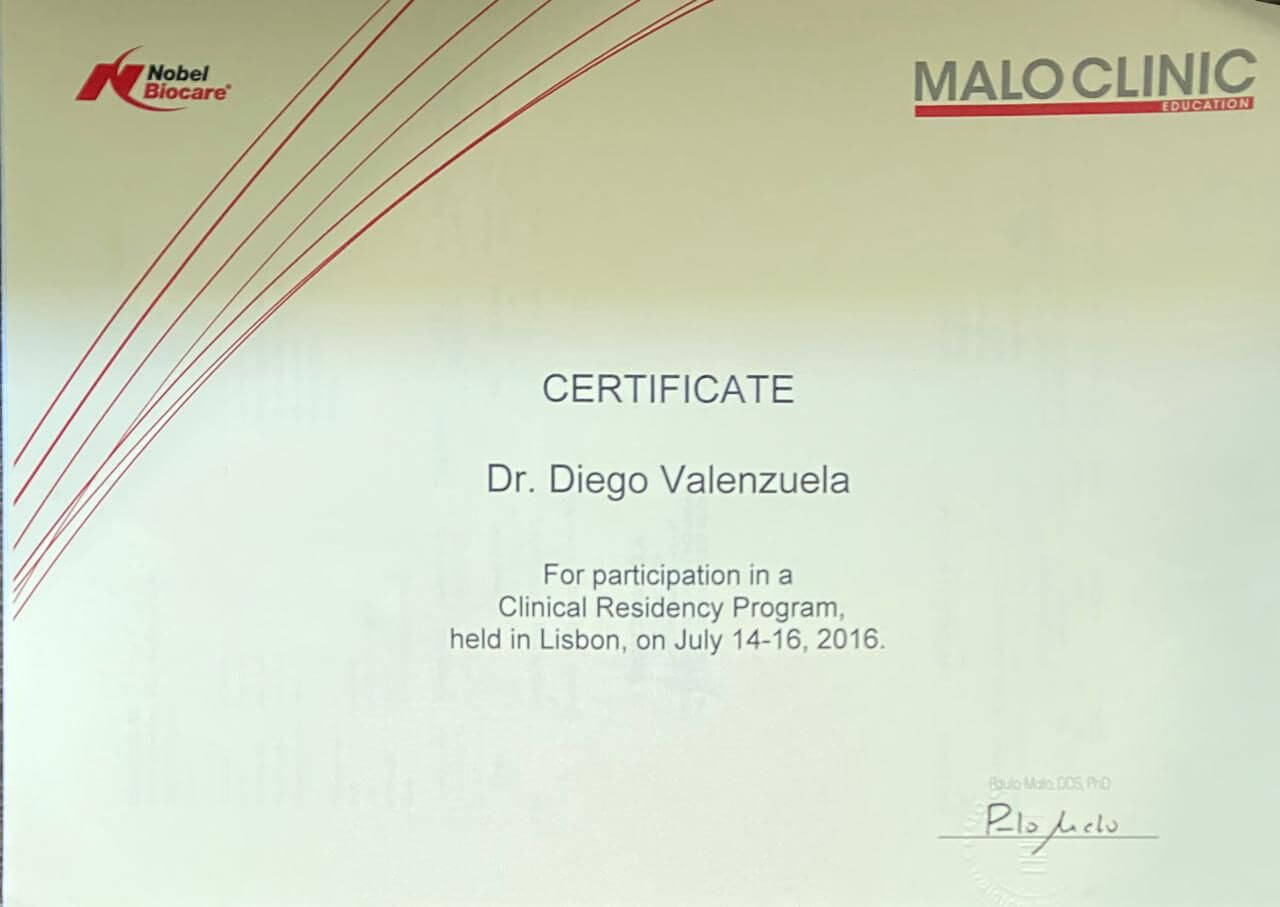 Nobel
Biocare®
MALO CLINIC
EDUCATION
CERTIFICATE
Dr. Diego Valenzuela
For participation in a
Clinical Residency Program,
held in Lisbon, on July 14-16, 2016.
Paulo Malo, DDS, PhD